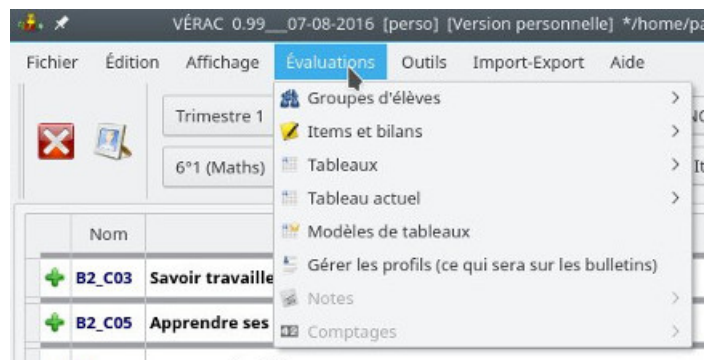 VÉRAC 0.99___07-08-2016 [perso] [Version personnelle] */home/pa
Fichier Édition Affichage Évaluations Outils Import-Export Aide
Trimestre 1
6°1 (Maths)
Groupes d'élèves
Items et bilans
Tableaux
Tableau actuel
Modèles de tableaux
Gérer les profils (ce qui sera sur les bulletins)
Notes
Comptages
Nom
B2_C03 Savoir travaille
B2_C05 Apprendre ses